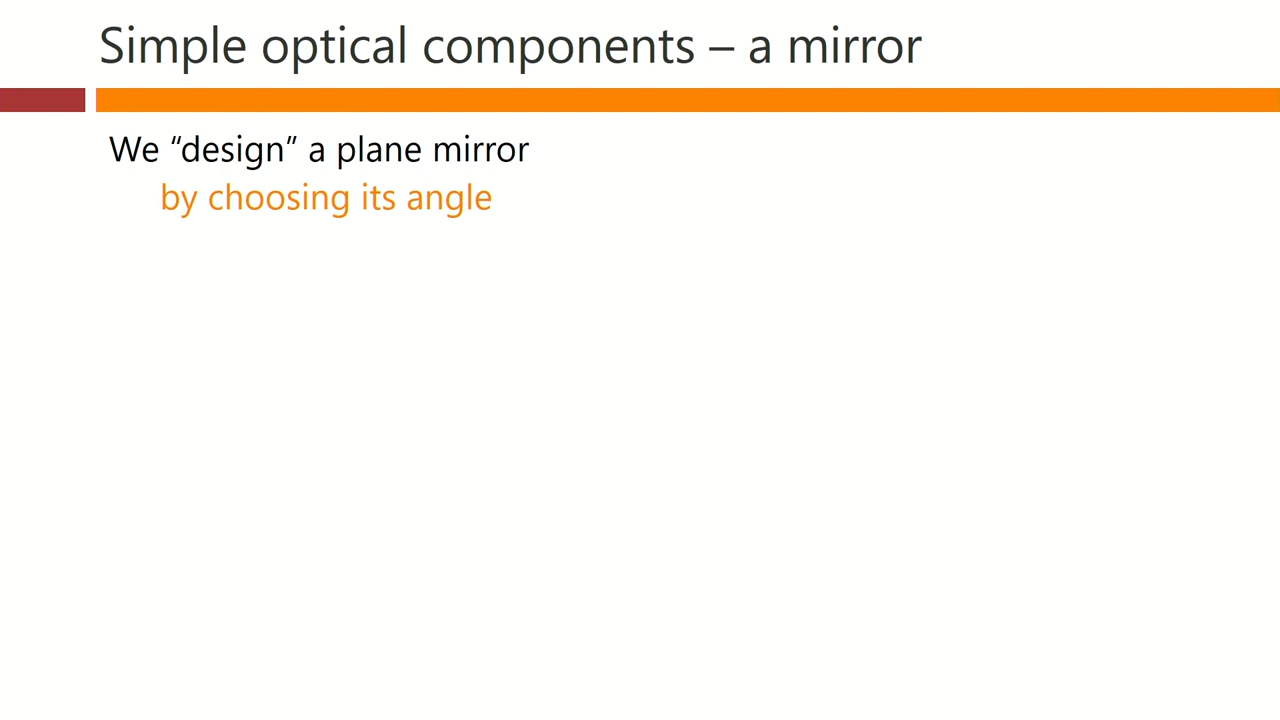 Simple optical components – a mirror
We “design” a plane mirror
by choosing its angle